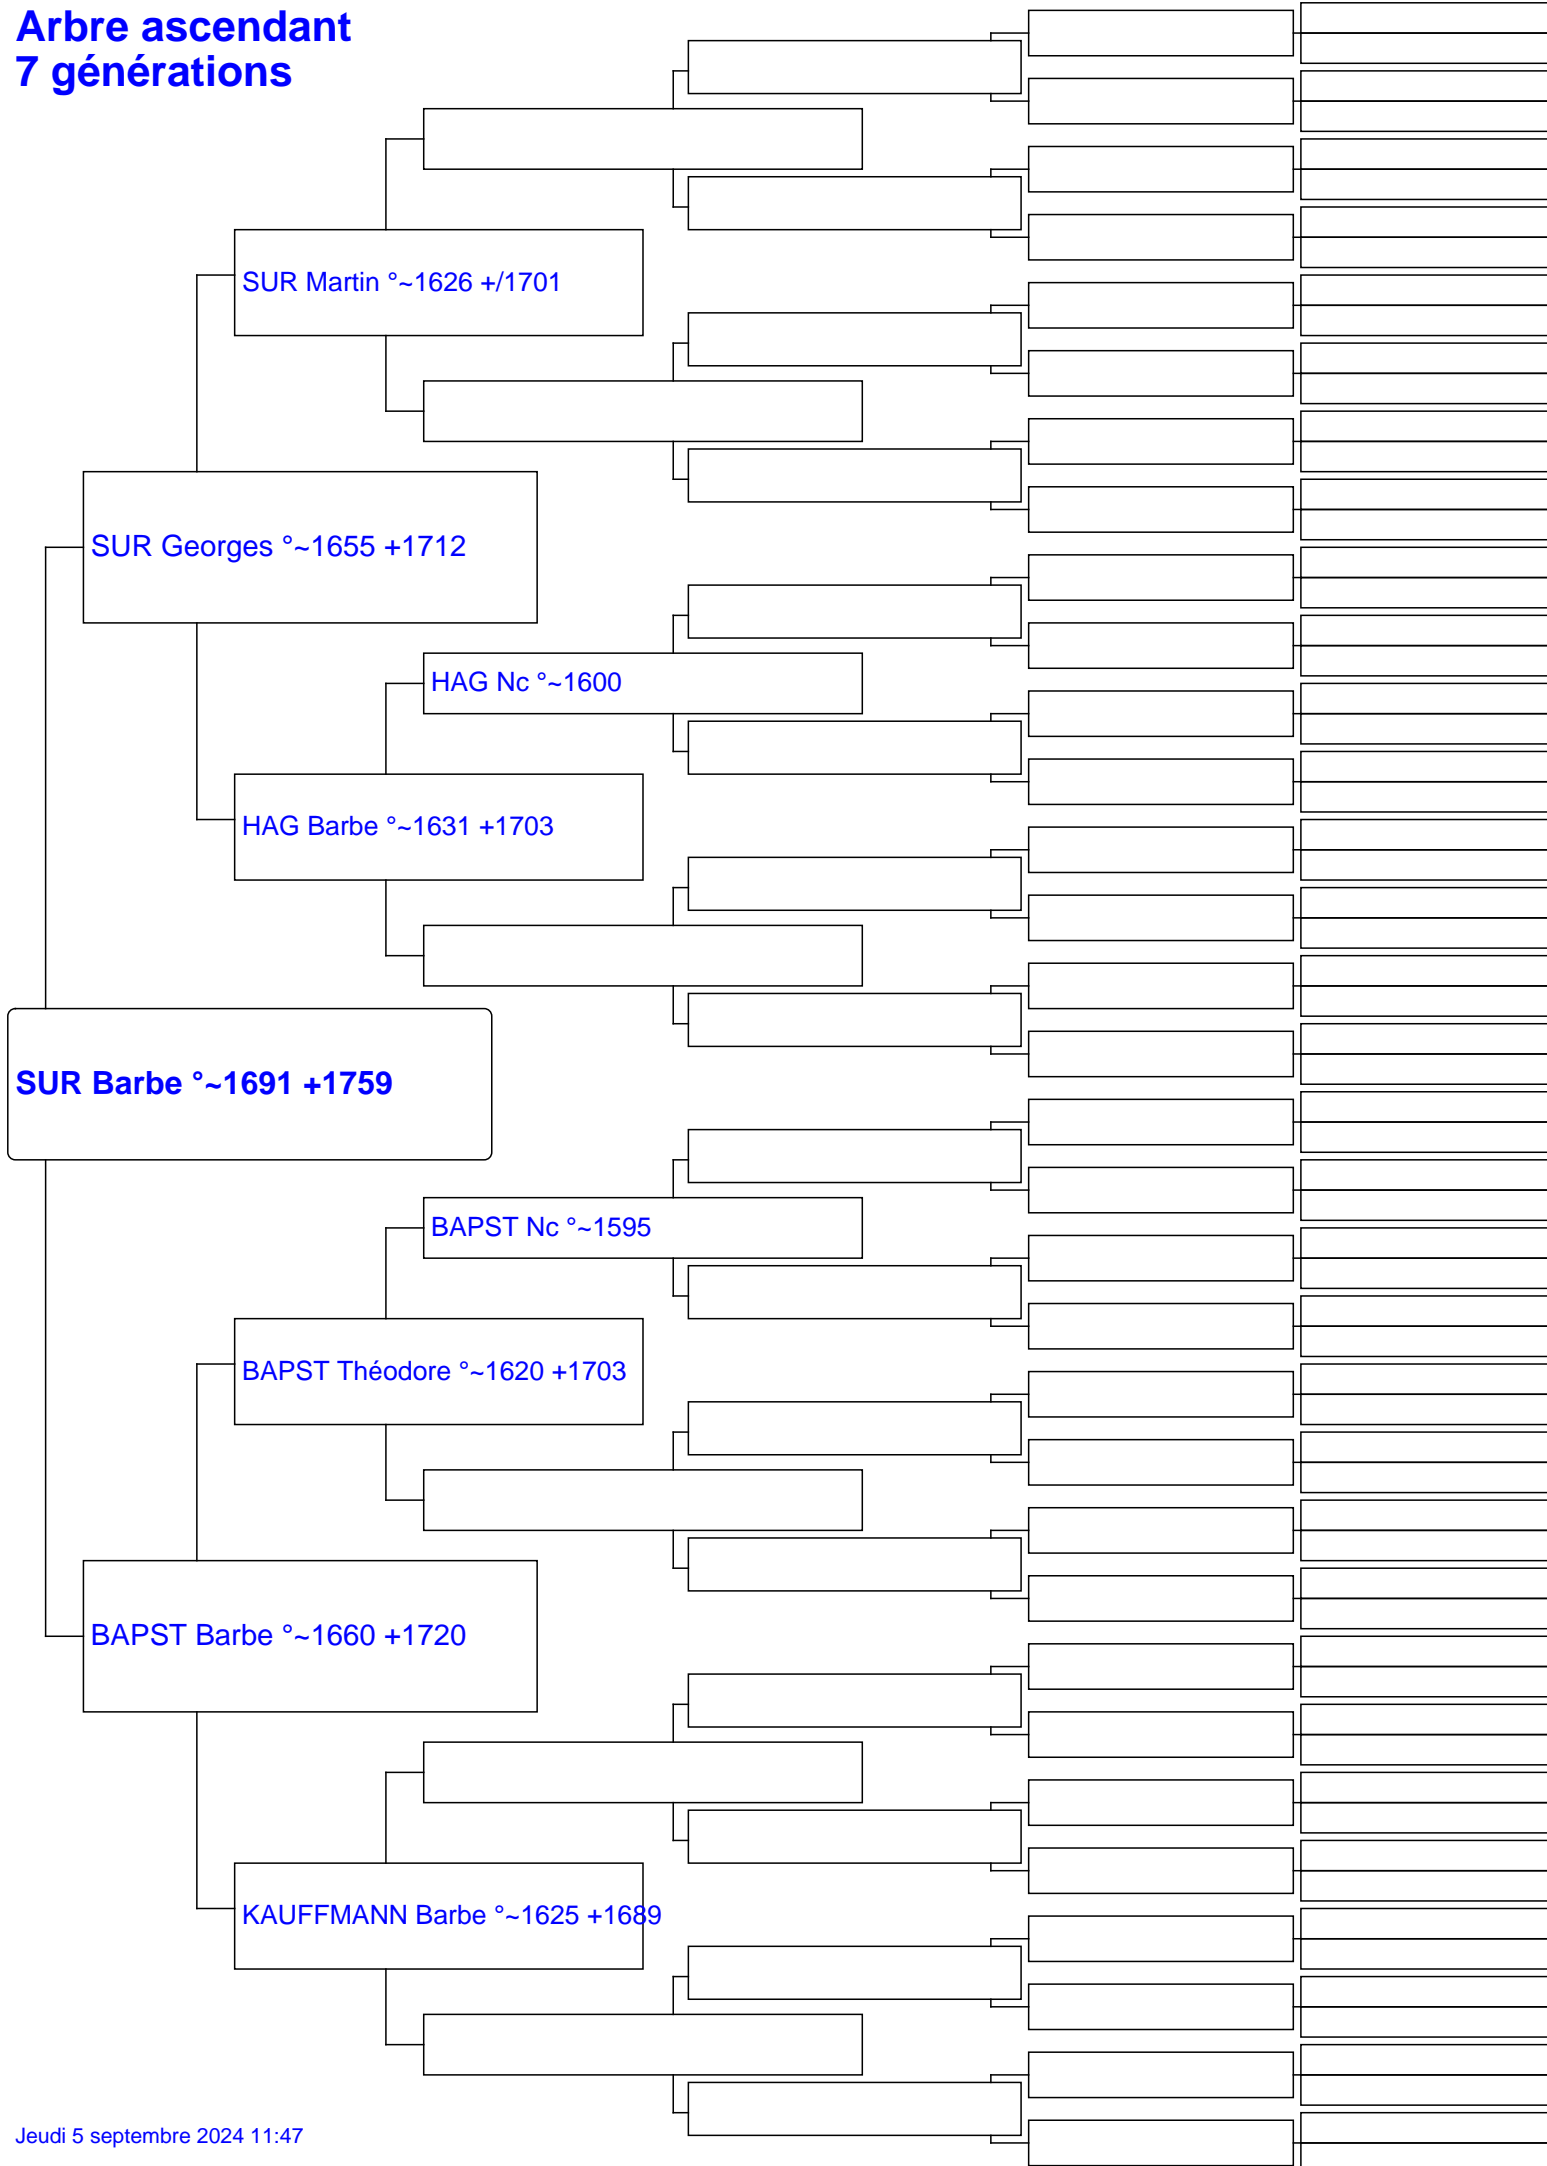 Arbre ascendant
7 générations
SUR Martin °~1626 +/1701
SUR Georges °~1655 +1712
HAG Nc °~1600
HAG Barbe °~1631 +1703
SUR Barbe °~1691 +1759
BAPST Nc °~1595
BAPST Théodore °~1620 +1703
BAPST Barbe °~1660 +1720
KAUFFMANN Barbe °~1625 +1689
Jeudi 5 septembre 2024 11:47